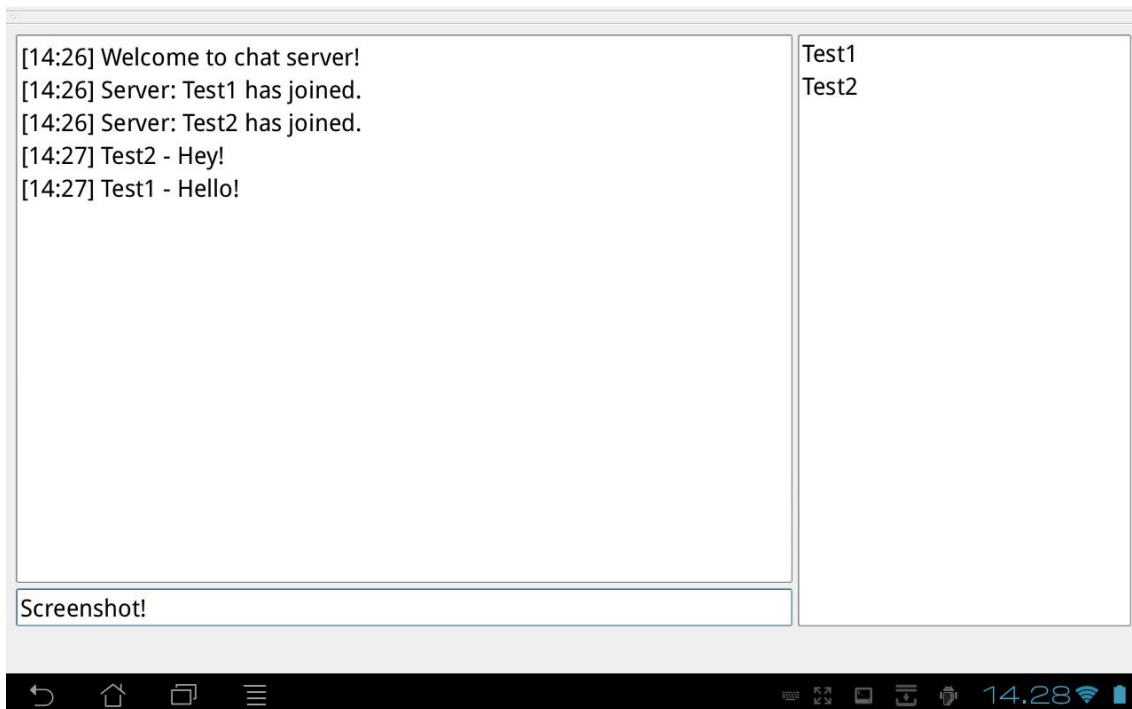 [14:26] Welcome to chat server!
[14:26] Server: Test1 has joined.
[14:26] Server: Test2 has joined.
[14:27] Test2 - Hey!
[14:27] Test1 - Hello!
Test1
Test2
Screenshot!
14.28